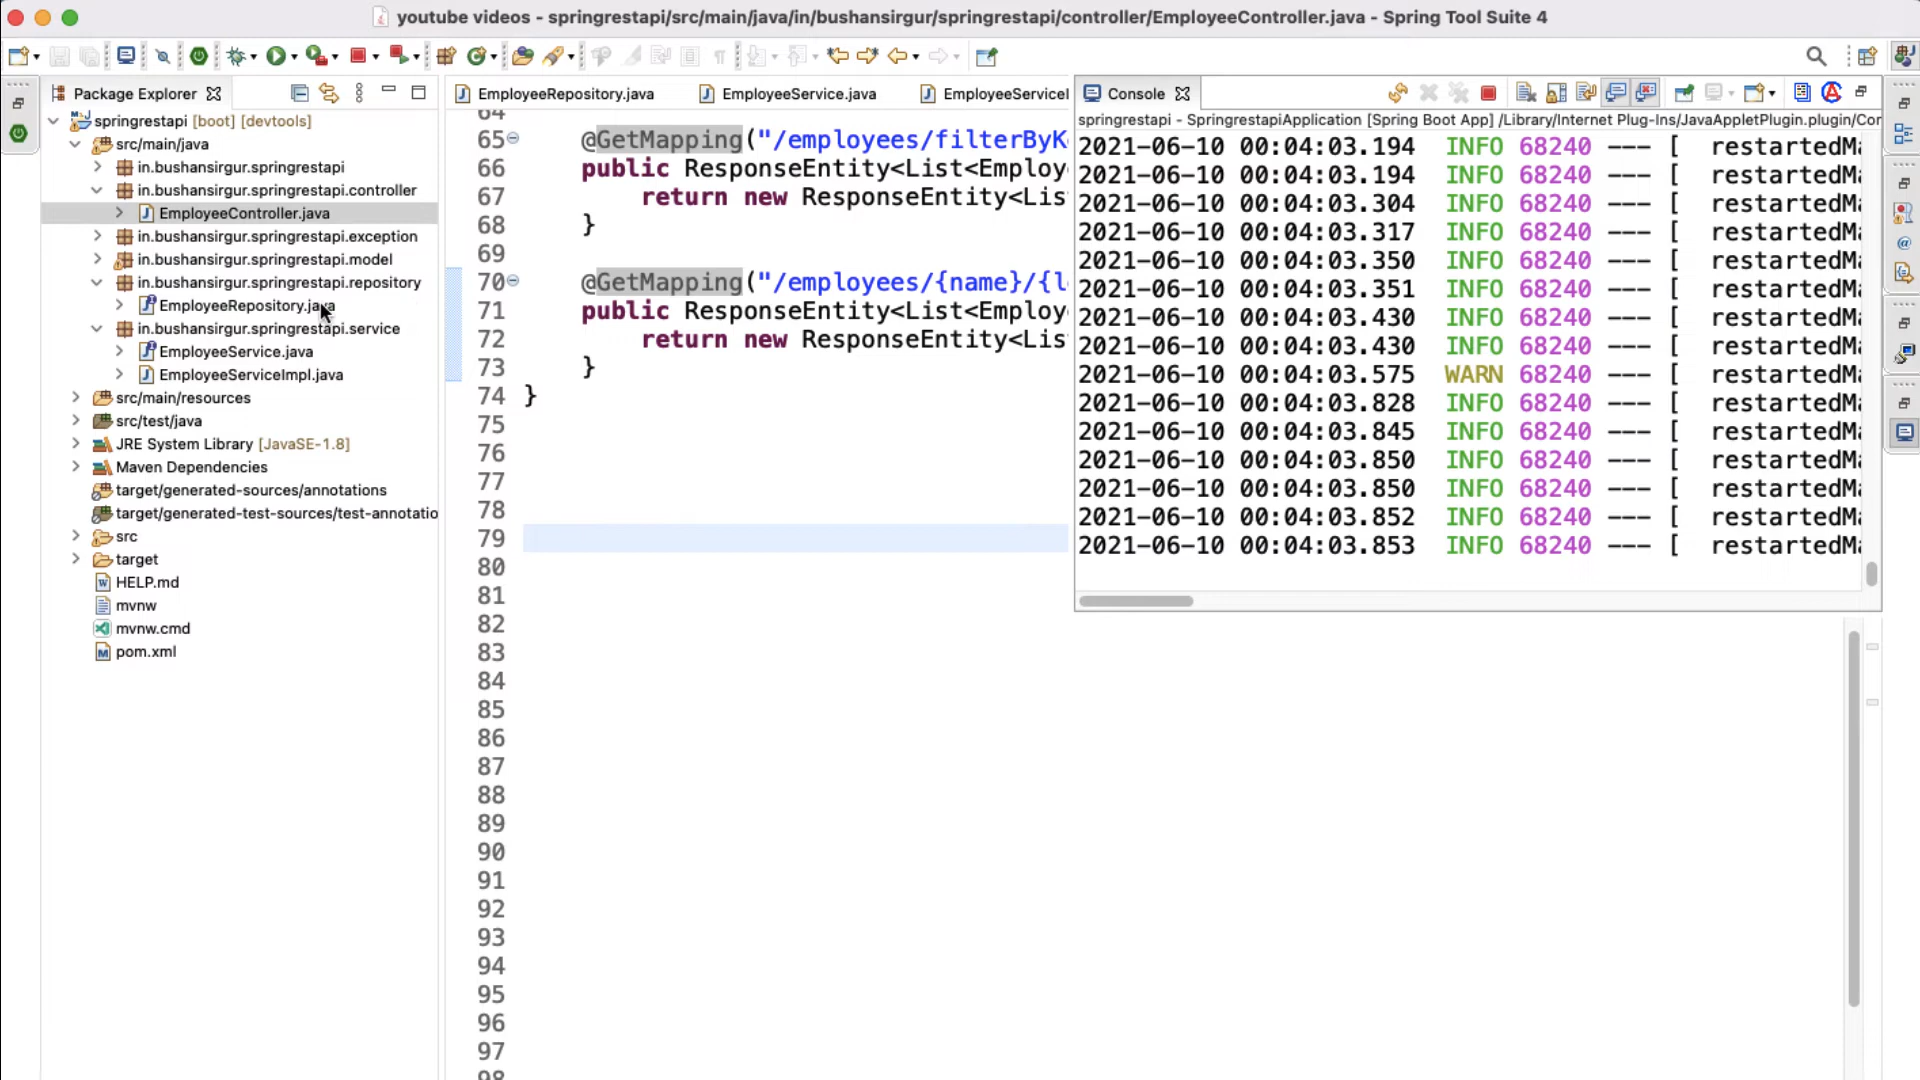 youtube videos - springrestapi/src/main/java/in/bushansirgur/springrestapi/controller/EmployeeController.java - Spring Tool Suite 4
Package Explorer
springrestapi [boot] [devtools]
src/main/java
in.bushansirgur.springrestapi
in.bushansirgur.springrestapi.controller
EmployeeController.java
in.bushansirgur.springrestapi.exception
in.bushansirgur.springrestapi.model
in.bushansirgur.springrestapi.repository
EmployeeRepository.java
in.bushansirgur.springrestapi.service
EmployeeService.java
EmployeeServiceImpl.java
src/main/resources
src/test/java
JRE System Library [JavaSE-1.8]
Maven Dependencies
target/generated-sources/annotations
target/generated-test-sources/test-annotatio
src
target
HELP.md
mvnw
mvnw.cmd
pom.xml
EmployeeRepository.java EmployeeService.java EmployeeServiceI
64
65 @GetMapping("/employees/filterByK
66 public ResponseEntity<List<Employ
67 return new ResponseEntity<Lis
68 }
69
70 @GetMapping("/employees/{name}/{l
71 public ResponseEntity<List<Employ
72 return new ResponseEntity<Lis
73 }
74 }
75
76
77
78
79
80
81
82
83
84
85
86
87
88
89
90
91
92
93
94
95
96
97
98
Console
springrestapi - SpringrestapiApplication [Spring Boot App] /Library/Internet Plug-Ins/JavaAppletPlugin.plugin/Cor
2021-06-10 00:04:03.194 INFO 68240 --- [ restartedMa
2021-06-10 00:04:03.194 INFO 68240 --- [ restartedMa
2021-06-10 00:04:03.304 INFO 68240 --- [ restartedMa
2021-06-10 00:04:03.317 INFO 68240 --- [ restartedMa
2021-06-10 00:04:03.350 INFO 68240 --- [ restartedMa
2021-06-10 00:04:03.351 INFO 68240 --- [ restartedMa
2021-06-10 00:04:03.430 INFO 68240 --- [ restartedMa
2021-06-10 00:04:03.430 INFO 68240 --- [ restartedMa
2021-06-10 00:04:03.575 WARN 68240 --- [ restartedMa
2021-06-10 00:04:03.828 INFO 68240 --- [ restartedMa
2021-06-10 00:04:03.845 INFO 68240 --- [ restartedMa
2021-06-10 00:04:03.850 INFO 68240 --- [ restartedMa
2021-06-10 00:04:03.850 INFO 68240 --- [ restartedMa
2021-06-10 00:04:03.852 INFO 68240 --- [ restartedMa
2021-06-10 00:04:03.853 INFO 68240 --- [ restartedMa